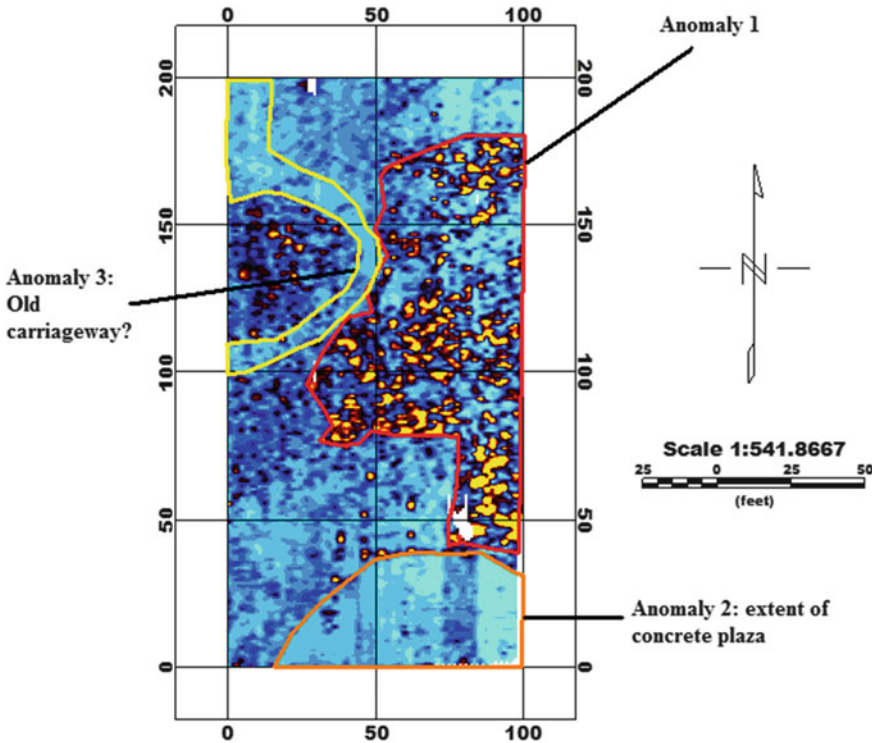 0 50 100
Anomaly 1
200 200
150 150
Anomaly 3:
Old
carriageway?
N
100 100
Scale 1:541.8667
25 0 25 50
(feet)
50 50
Anomaly 2: extent of
concrete plaza
0 0
0 50 100